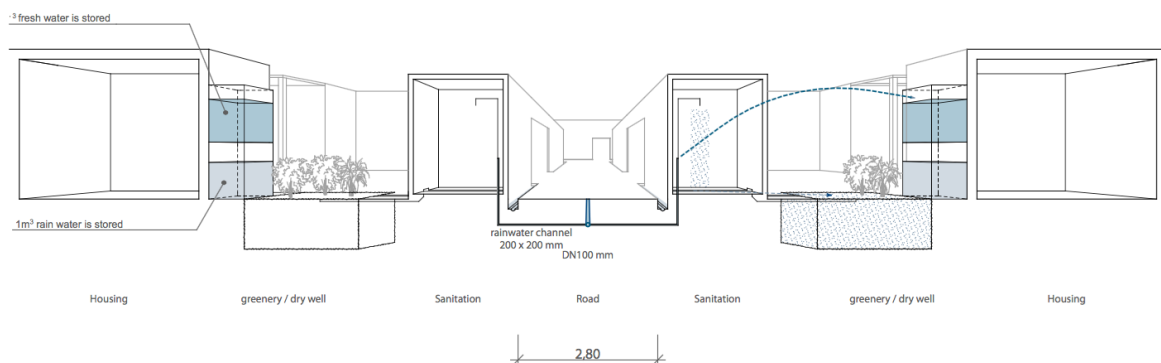 ³ fresh water is stored
1m³ rain water is stored
rainwater channel
200 x 200 mm
DN100 mm
Housing
greenery / dry well
Sanitation
Road
Sanitation
greenery / dry well
Housing
2,80